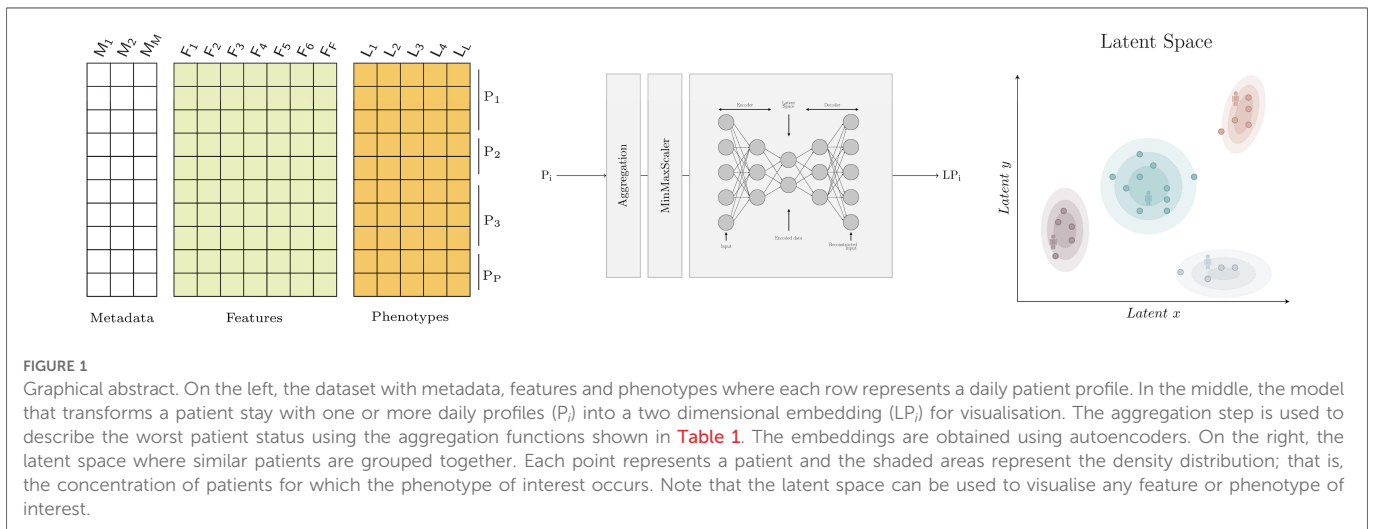 M1 M2 MM F1 F2 F3 F4 F5 F6 FF L1 L2 L3 L4 LL
P1
P2
P3
PP
Metadata
Features
Phenotypes
Pi
Aggregation
MinMaxScaler
Encoder
Latent
Space
Decoder
Input
Encoded data
Reconstructed
Input
LPi
Latent Space
Latent y
Latent x
FIGURE 1
Graphical abstract. On the left, the dataset with metadata, features and phenotypes where each row represents a daily patient profile. In the middle, the model
that transforms a patient stay with one or more daily profiles (Pi) into a two dimensional embedding (LPi) for visualisation. The aggregation step is used to
describe the worst patient status using the aggregation functions shown in Table 1. The embeddings are obtained using autoencoders. On the right, the
latent space where similar patients are grouped together. Each point represents a patient and the shaded areas represent the density distribution; that is,
the concentration of patients for which the phenotype of interest occurs. Note that the latent space can be used to visualise any feature or phenotype of
interest.